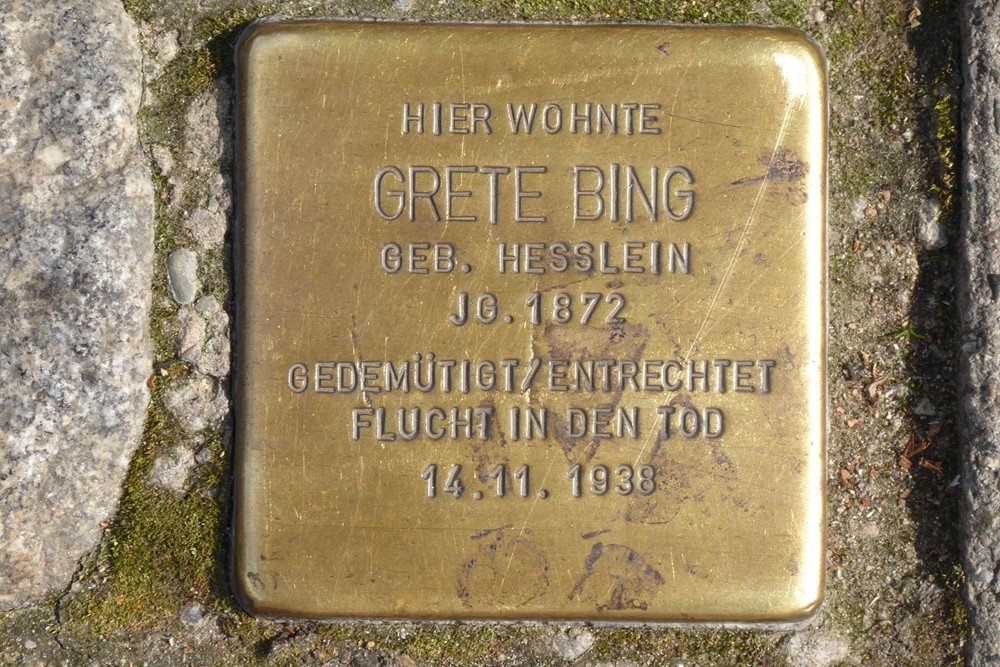 HIER WOHNTE
GRETE BING
GEB. HESSLEIN
JG. 1872
GEDEMÜTIGT/ENTRECHTET
FLUCHT IN DEN TOD
14.11.1938